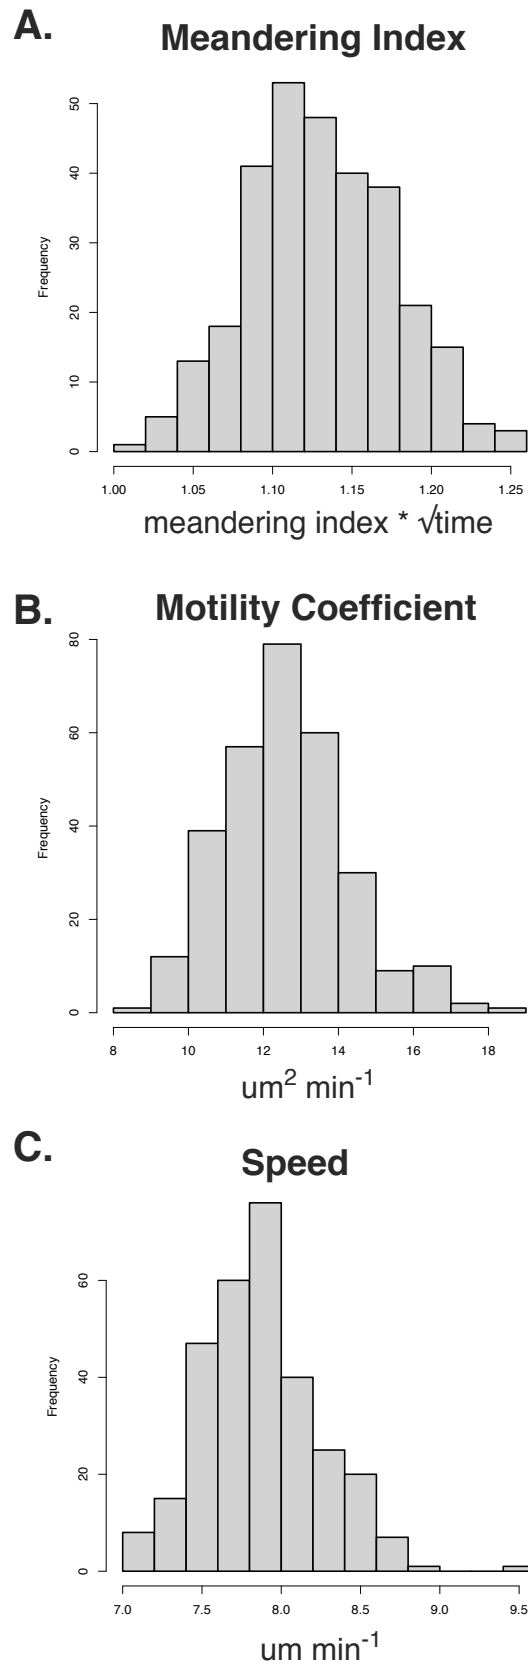 A.
Meandering Index
50
40
30
20
10
0
Frequency
1.00 1.05 1.10 1.15 1.20 1.25
meandering index * √time
B.
Motility Coefficient
80
60
40
20
0
Frequency
8 10 12 14 16 18
um² min⁻¹
C.
Speed
60
40
20
0
Frequency
7.0 7.5 8.0 8.5 9.0 9.5
um min⁻¹